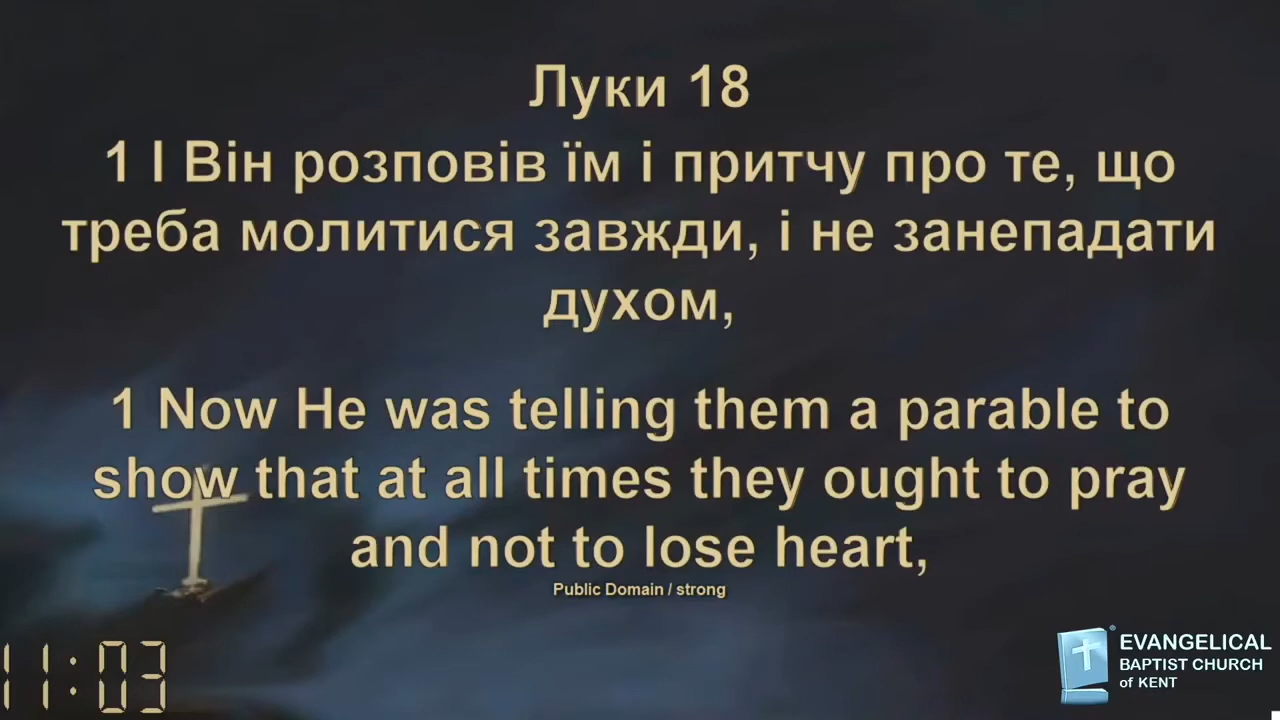 Луки 18
1 І Він розповів їм і притчу про те, що
треба молитися завжди, і не занепадати
духом,
1 Now He was telling them a parable to
show that at all times they ought to pray
and not to lose heart,
Public Domain / strong
11:03
EVANGELICAL
BAPTIST CHURCH
of KENT